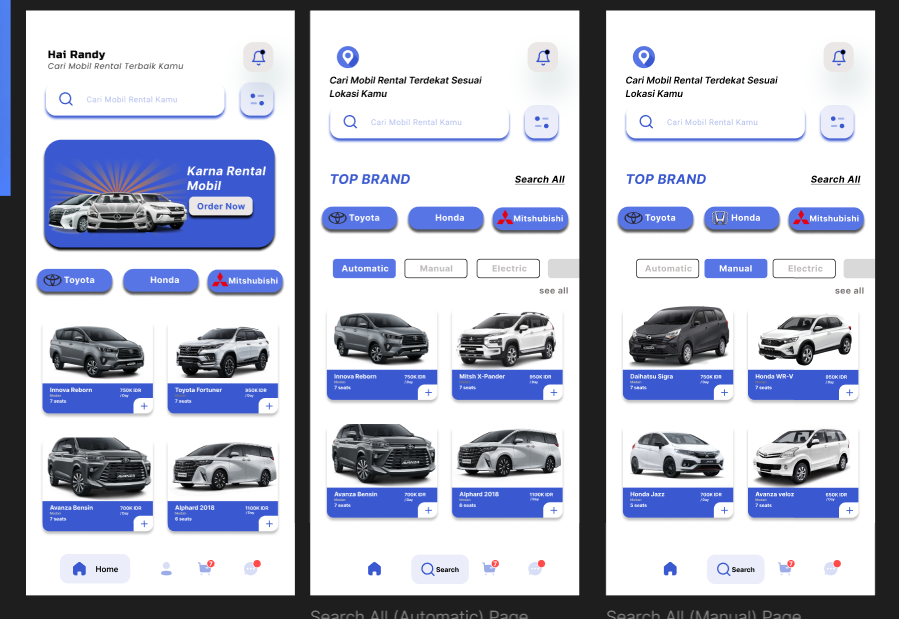 Hai Randy
Cari Mobil Rental Terbaik Kamu
Cari Mobil Rental Kamu
Karna Rental
Mobil
Order Now
Toyota
Honda
Mitshubishi
Innova Reborn
750K IDR
/Day
7 seats
Toyota Fortuner
950K IDR
/Day
7 seats
Avanza Bensin
700K IDR
/Day
7 seats
Alphard 2018
1100K IDR
/Day
6 seats
Home
7
Cari Mobil Rental Terdekat Sesuai
Lokasi Kamu
Cari Mobil Rental Kamu
TOP BRAND
Search All
Toyota
Honda
Mitshubishi
Automatic
Manual
Electric
see all
Innova Reborn
750K IDR
/Day
7 seats
Mitsh X-Pander
950K IDR
/Day
7 seats
Avanza Bensin
700K IDR
/Day
7 seats
Alphard 2018
1100K IDR
/Day
6 seats
Search
7
Search All (Automatic) Page
Cari Mobil Rental Terdekat Sesuai
Lokasi Kamu
Cari Mobil Rental Kamu
TOP BRAND
Search All
Toyota
Honda
Mitshubishi
Automatic
Manual
Electric
see all
Daihatsu Sigra
750K IDR
/Day
7 seats
Honda WR-V
950K IDR
/Day
7 seats
Honda Jazz
700K IDR
/Day
5 seats
Avanza veloz
850K IDR
/Day
7 seats
Search
7
Search All (Manual) Page